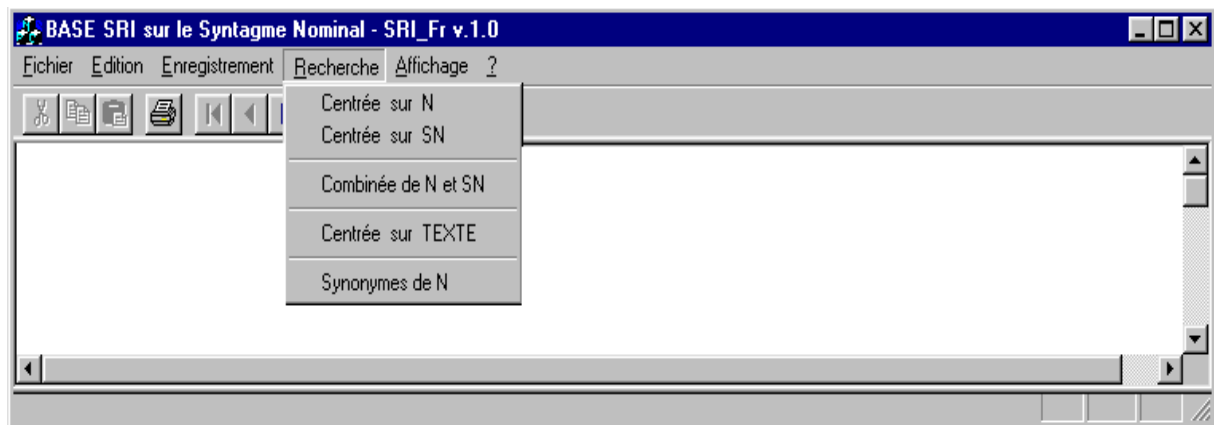 BASE SRI sur le Syntagme Nominal - SRI_Fr v.1.0
Fichier Edition Enregistrement Recherche Affichage ?
Centrée sur N
Centrée sur SN
Combinée de N et SN
Centrée sur TEXTE
Synonymes de N